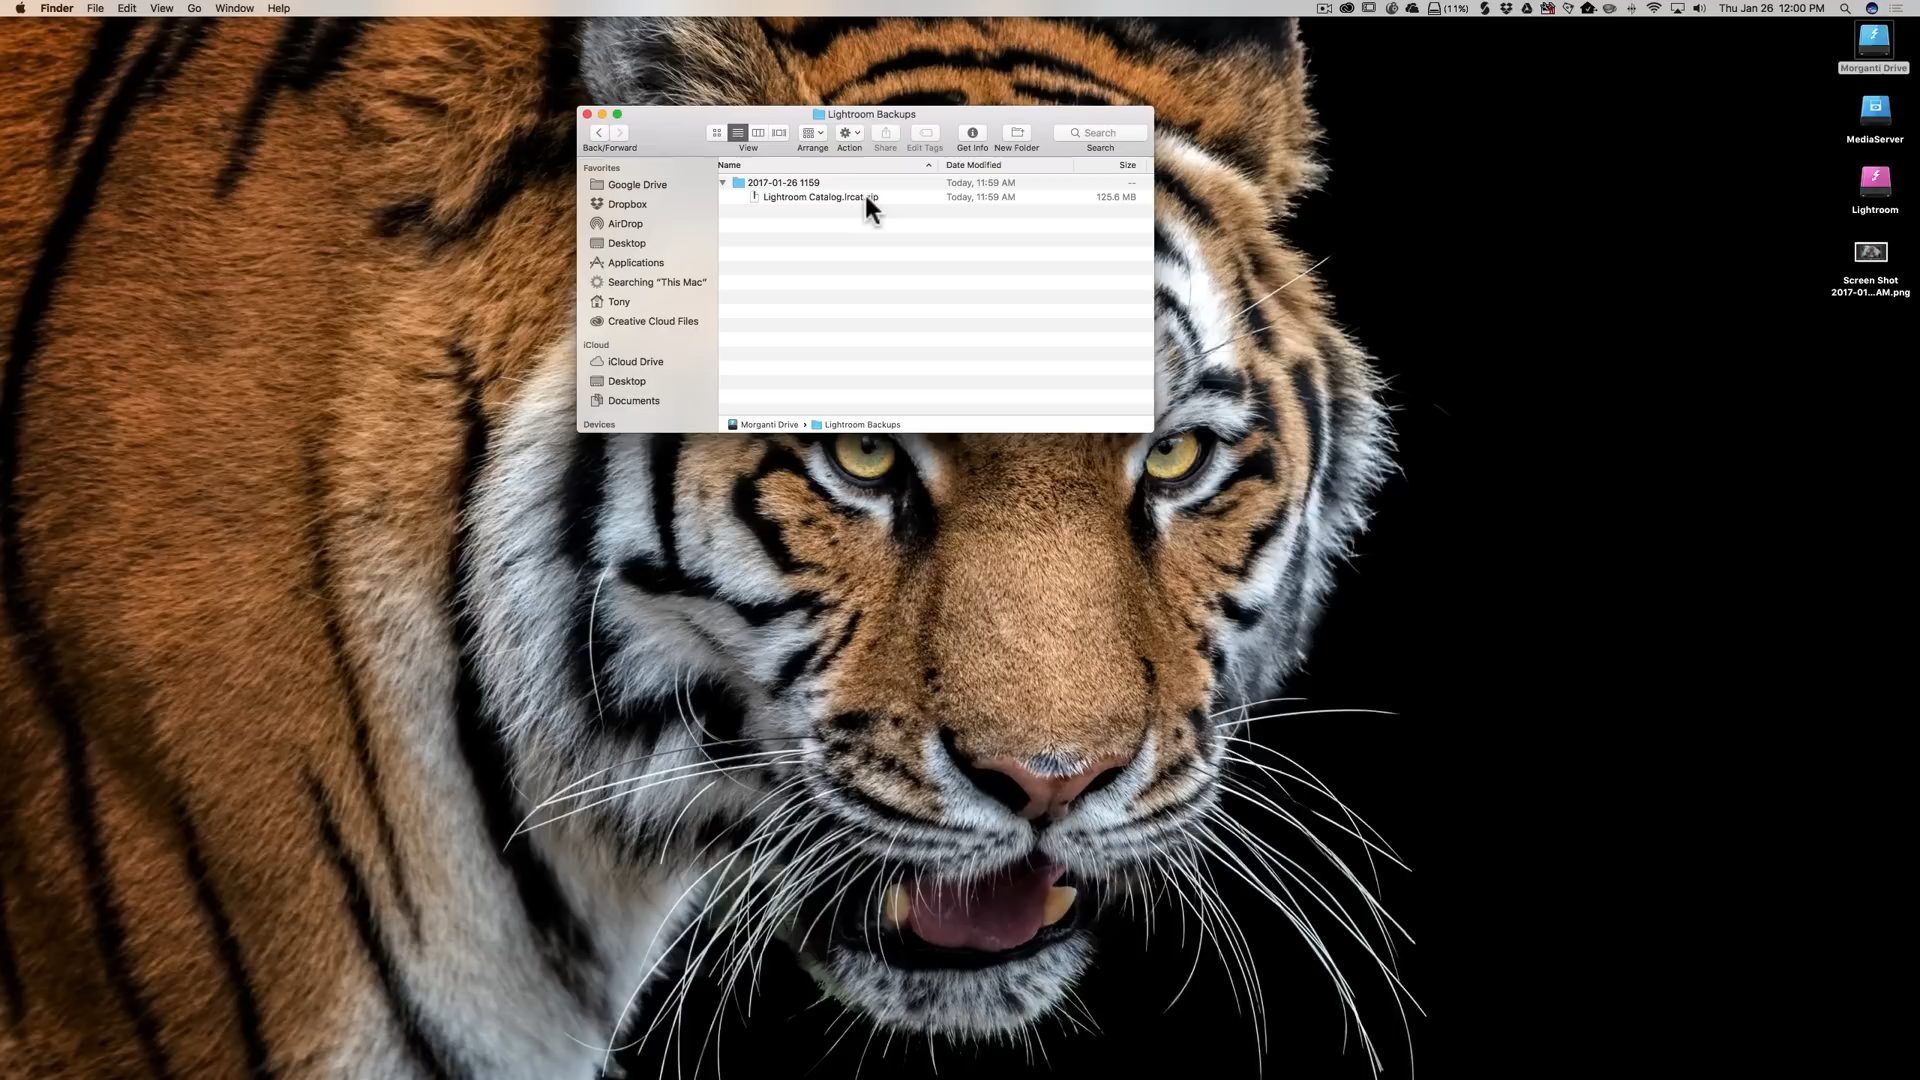 Finder File Edit View Go Window Help
(11%) Thu Jan 26 12:00 PM
Lightroom Backups
Search
Back/Forward View Arrange Action Share Edit Tags Get Info New Folder Search
Favorites
Google Drive
Dropbox
AirDrop
Desktop
Applications
Searching “This Mac”
Tony
Creative Cloud Files
iCloud
iCloud Drive
Desktop
Documents
Devices
Name Date Modified Size
2017-01-26 1159 Today, 11:59 AM --
Lightroom Catalog.lrcat Today, 11:59 AM 125.6 MB
Morganti Drive › Lightroom Backups
Morganti Drive
MediaServer
Lightroom
Screen Shot
2017-01...AM.png